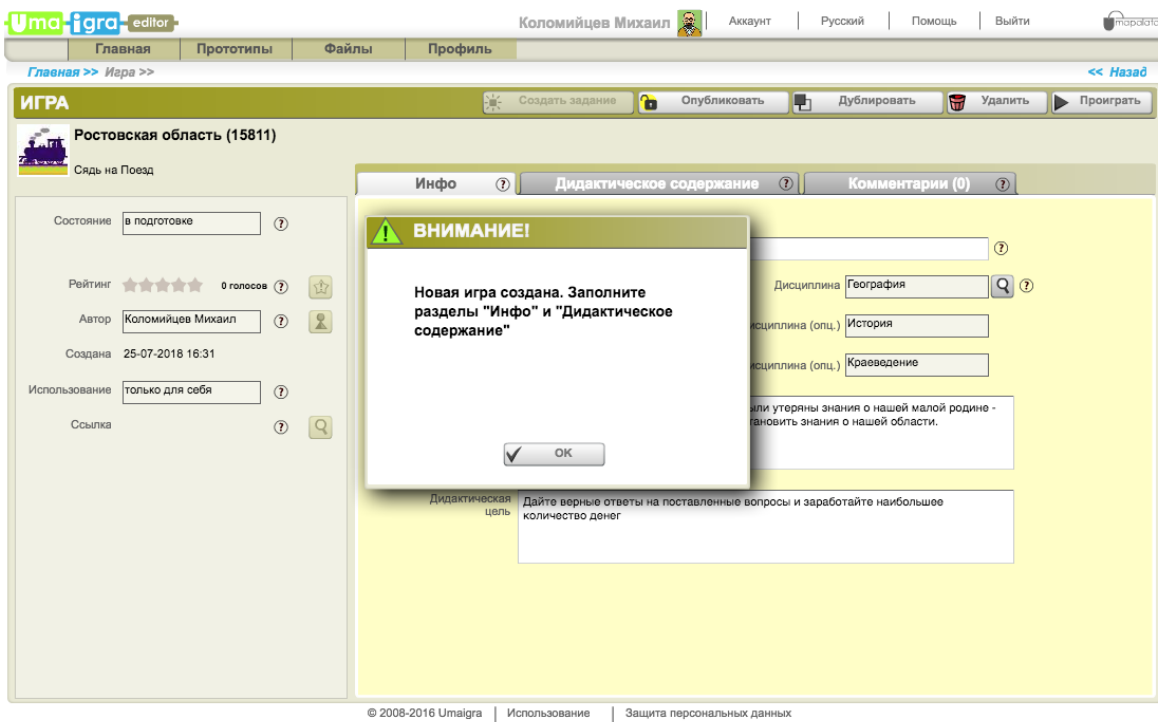 Uma-igra-editor
Коломийцев Михаил Аккаунт Русский Помощь Выйти
Главная Прототипы Файлы Профиль
Главная >> Игра >> << Назад
ИГРА Создать задание Опубликовать Дублировать Удалить Проиграть
Ростовская область (15811)
Сядь на Поезд
Инфо ? Дидактическое содержание ? Комментарии (0) ?
Состояние в подготовке ?
ВНИМАНИЕ!
?
Рейтинг 0 голосов ?
Дисциплина География ?
Новая игра создана. Заполните
разделы "Инфо" и "Дидактическое
содержание"
Автор Коломийцев Михаил ?
(опц.) История
Создана 25-07-2018 16:31
(опц.) Краеведение
Использование только для себя ?
утеряны знания о нашей малой родине -
знания о нашей области.
Ссылка ?
OK
Дидактическая
цель
Дайте верные ответы на поставленные вопросы и заработайте наибольшее
количество денег
© 2008-2016 Umaigra Использование Защита персональных данных